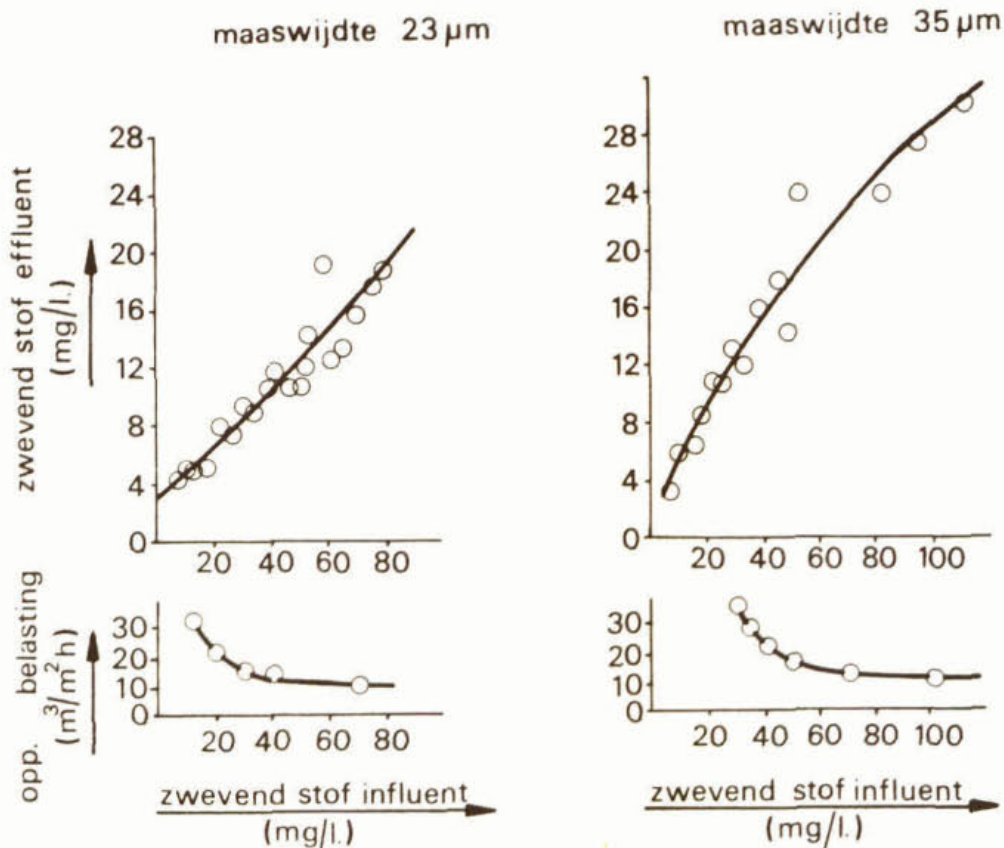 maaswijdte 23 µm
maaswijdte 35 µm
zwevend stof effluent
(mg/l.)
28
24
20
16
12
8
4
0
20 40 60 80
28
24
20
16
12
8
4
0
20 40 60 80 100
opp. belasting
(m³/m² h)
30
20
10
0
20 40 60 80
30
20
10
0
20 40 60 80 100
zwevend stof influent
(mg/l.)
zwevend stof influent
(mg/l.)